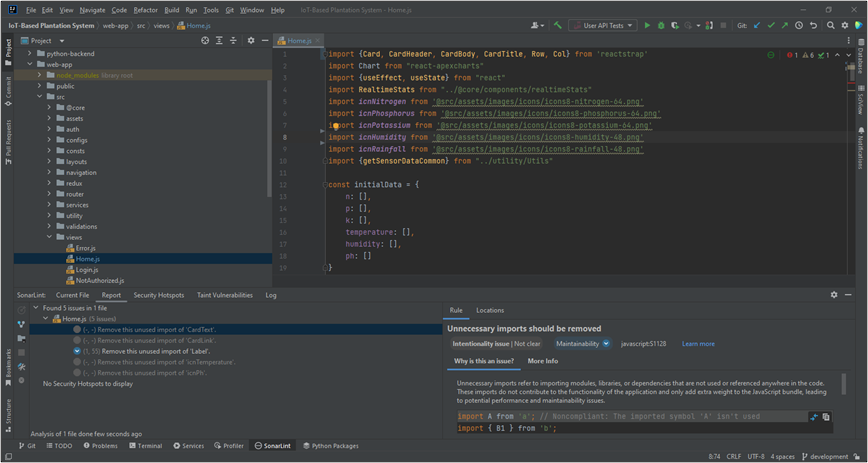 File Edit View Navigate Code Refactor Build Run Tools Git Window Help IoT-Based Plantation System - Home.js
IoT-Based Plantation System web-app src views Home.js User API Tests Git:
Project
Home.js
python-backend
web-app
node_modules library root
public
src
@core
assets
auth
configs
consts
layouts
navigation
redux
router
services
utility
validations
views
Error.js
Home.js
Login.js
NotAuthorized.js
1 import {Card, CardHeader, CardBody, CardTitle, Row, Col} from 'reactstrap'
2 import Chart from "react-apexcharts"
3 import {useEffect, useState} from "react"
4 import RealtimeStats from "../@core/components/realtimeStats"
5 import icnNitrogen from '@src/assets/images/icons/icons8-nitrogen-64.png'
6 import icnPhosphorus from '@src/assets/images/icons/icons8-phosphorus-64.png'
7 import icnPotassium from '@src/assets/images/icons/icons8-potassium-64.png'
8 import icnHumidity from '@src/assets/images/icons/icons8-humidity-48.png'
9 import icnRainfall from '@src/assets/images/icons/icons8-rainfall-48.png'
10 import {getSensorDataCommon} from "../utility/Utils"
11
12 const initialData = {
13 n: [],
14 p: [],
15 k: [],
16 temperature: [],
17 humidity: [],
18 ph: []
19 }
1 6 1
Project
Commit
Pull Requests
Bookmarks
Structure
Database
SciView
Notifications
SonarLint: Current File Report Security Hotspots Taint Vulnerabilities Log
Found 5 issues in 1 file
Home.js (5 issues)
(-, -) Remove this unused import of 'CardText'.
(-, -) Remove this unused import of 'CardLink'.
(1, 55) Remove this unused import of 'Label'.
(-, -) Remove this unused import of 'icnTemperature'.
(-, -) Remove this unused import of 'icnPh'.
No Security Hotspots to display
Analysis of 1 file done few seconds ago
Rule Locations
Unnecessary imports should be removed
Intentionality issue | Not clear Maintainability javascript:S1128 Learn more
Why is this an issue? More Info
Unnecessary imports refer to importing modules, libraries, or dependencies that are not used or referenced anywhere in the code.
These imports do not contribute to the functionality of the application and only add extra weight to the JavaScript bundle, leading
to potential performance and maintainability issues.
import A from 'a'; // Noncompliant: The imported symbol 'A' isn't used
import { B1 } from 'b';
Git TODO Problems Terminal Services Profiler SonarLint Python Packages
8:74 CRLF UTF-8 4 spaces development